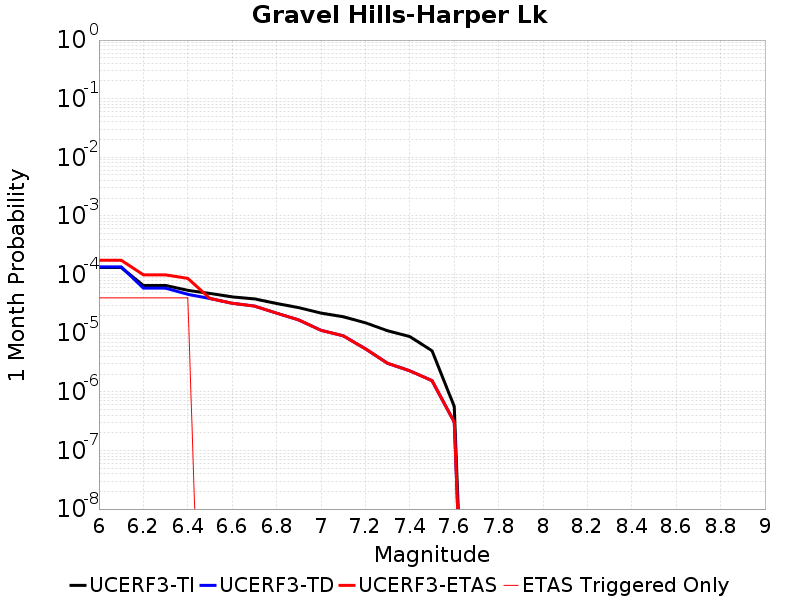 Gravel Hills-Harper Lk
10^0
10^-1
10^-2
10^-3
10^-4
10^-5
10^-6
10^-7
10^-8
1 Month Probability
6 6.2 6.4 6.6 6.8 7 7.2 7.4 7.6 7.8 8 8.2 8.4 8.6 8.8 9
Magnitude
UCERF3-TI UCERF3-TD UCERF3-ETAS ETAS Triggered Only